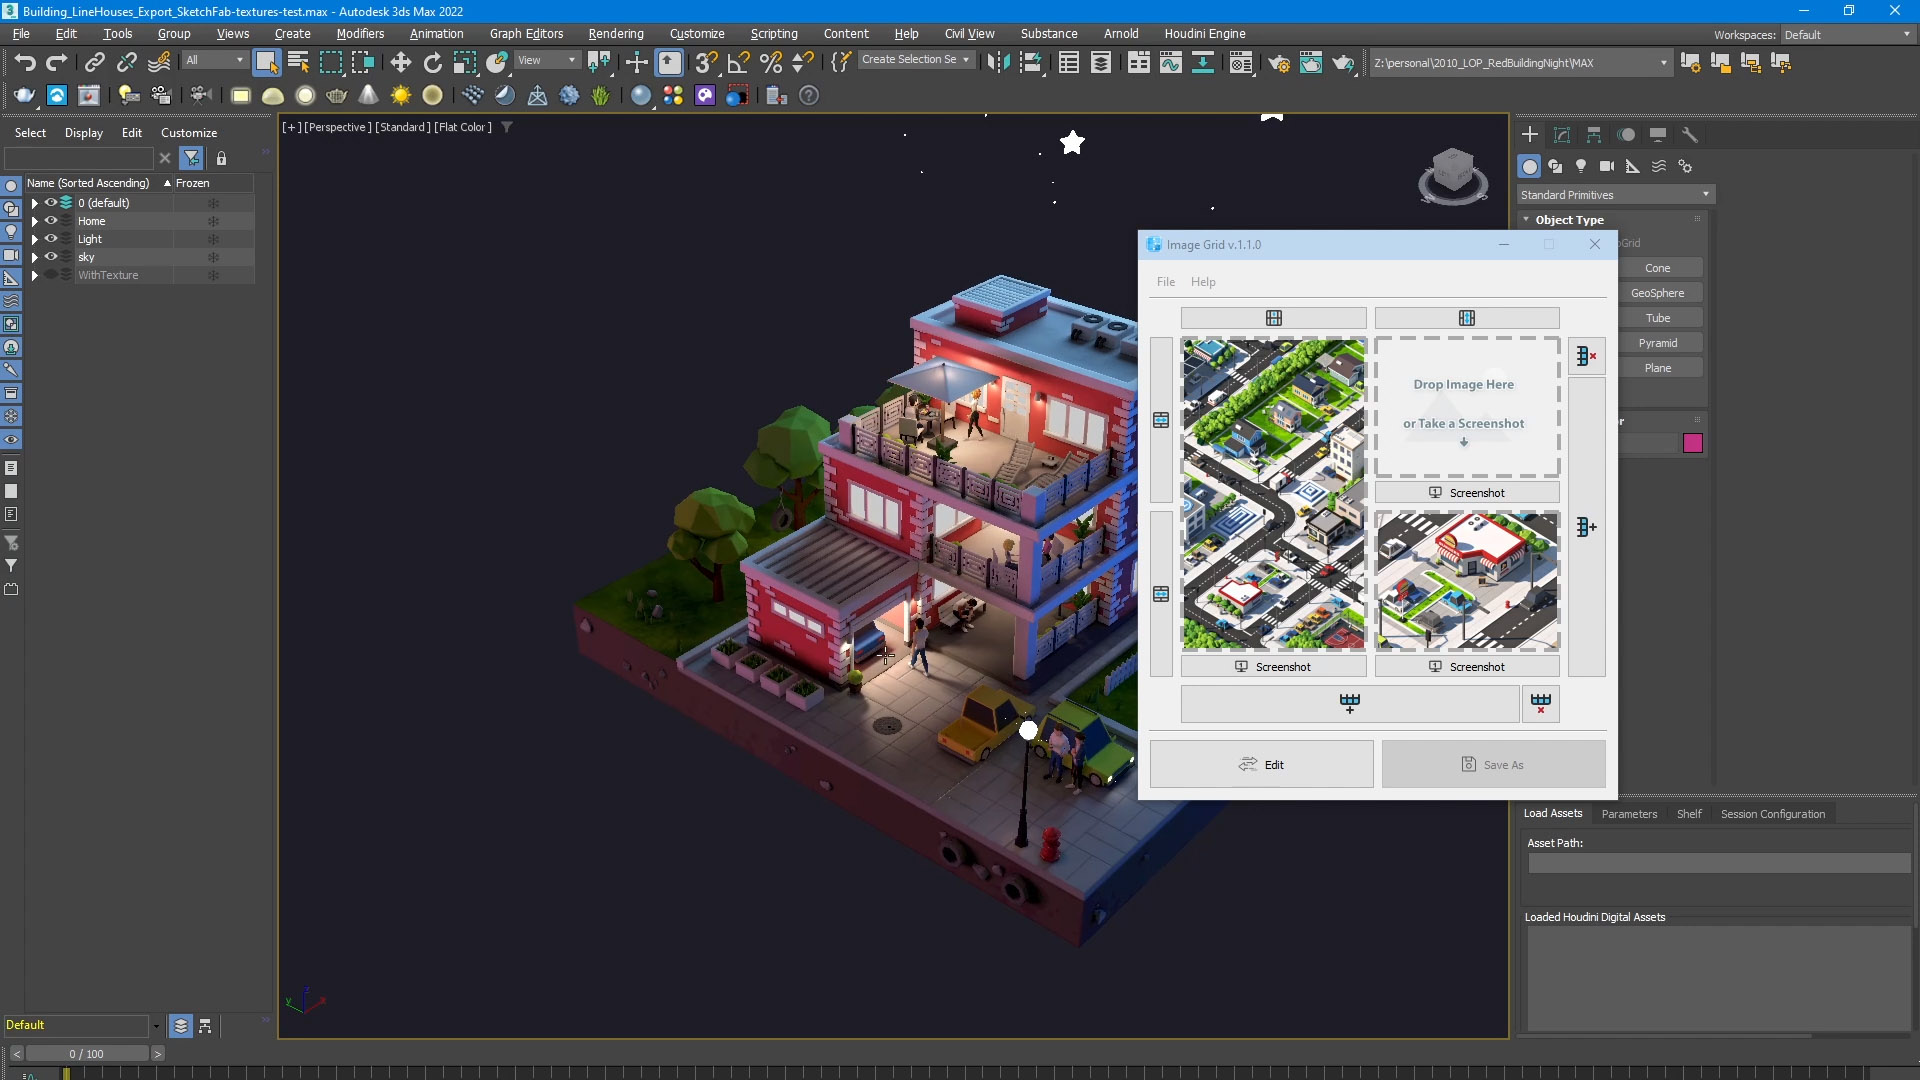 Building_LineHouses_Export_SketchFab-textures-test.max - Autodesk 3ds Max 2022
File Edit Tools Group Views Create Modifiers Animation Graph Editors Rendering Customize Scripting Content Help Civil View Substance Arnold Houdini Engine
Workspaces: Default
All
View
Create Selection Se
Z:\personal\2010_LOP_RedBuildingNight\MAX
Select Display Edit Customize
[+] [Perspective] [Standard] [Flat Color]
Name (Sorted Ascending) Frozen
0 (default)
Home
Light
sky
WithTexture
Standard Primitives
Object Type
Grid
Cone
GeoSphere
Tube
Pyramid
Plane
Image Grid v.1.1.0
File Help
Drop Image Here
or Take a Screenshot
Screenshot
Screenshot
Screenshot
Edit
Save As
Load Assets Parameters Shelf Session Configuration
Asset Path:
Loaded Houdini Digital Assets
Default
< 0 / 100 >